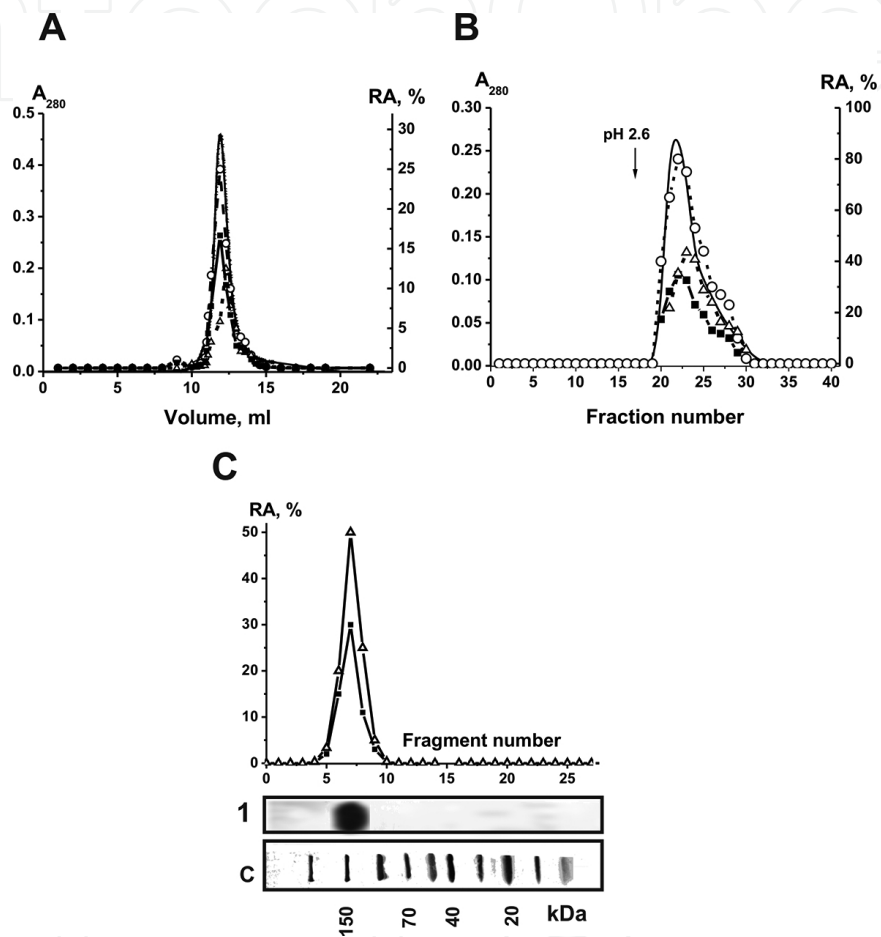 A
B
A280
RA, %
0.5
30
0.4
25
20
0.3
15
0.2
10
0.1
5
0.0
0
0 5 10 15 20
Volume, ml
A280
RA, %
0.30
100
0.25
pH 2.6
80
0.20
60
0.15
40
0.10
20
0.05
0.00
0
0 5 10 15 20 25 30 35 40
Fraction number
C
RA, %
50
40
30
20
10
Fragment number
0
0 5 10 15 20 25
1
C
150 70 40 20 kDa